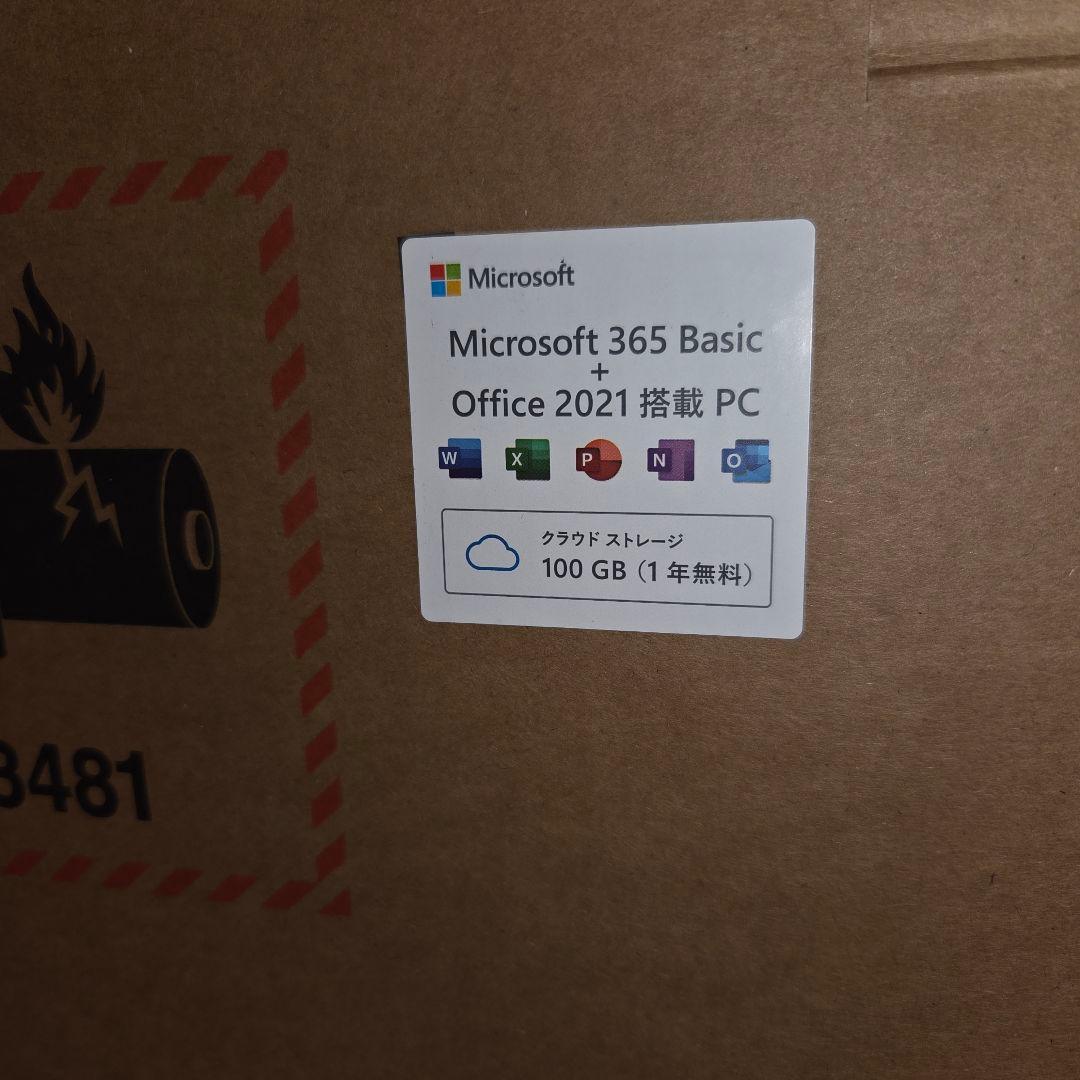 Microsoft
Microsoft 365 Basic
+
Office 2021 搭載 PC
W X P N O
クラウド ストレージ
100 GB (1 年無料)
3481